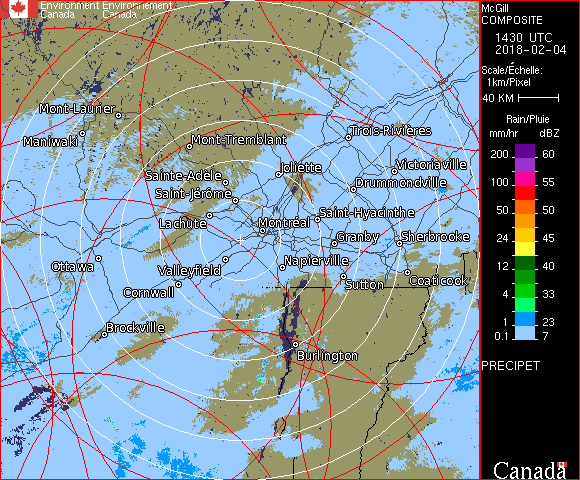 Environment Environnement
Canada Canada
Mont-Laurier
Maniwaki
Mont-Tremblant
Trois-Rivières
Joliette
Victoriaville
Sainte-Adèle
Drummondville
Saint-Jérôme
Saint-Hyacinthe
Lachute
Montréal
Granby
Sherbrooke
Ottawa
Valleyfield
Napierville
Cornwall
Sutton
Coaticook
Brockville
Burlington
McGill
COMPOSITE
1430 UTC
2018-02-04
Scale/Échelle:
1km/Pixel
40 KM
Rain/Pluie
mm/hr dBZ
200 60
55
100 55
50 50
24 45
12 40
4 33
1 23
0.1 7
PRECIPET
Canada